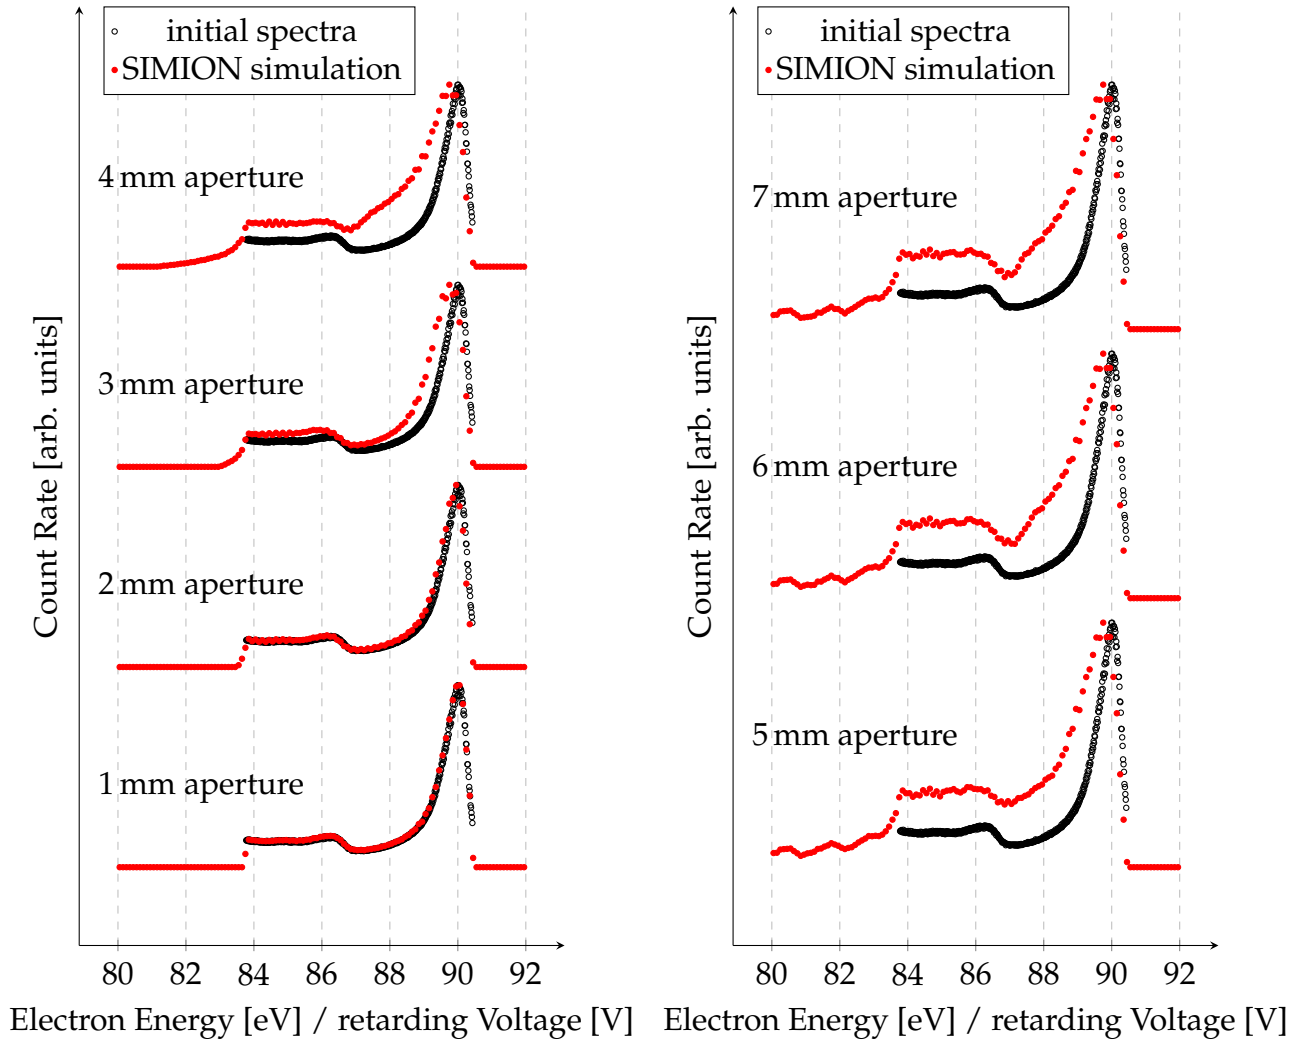 initial spectra
SIMION simulation
4 mm aperture
3 mm aperture
2 mm aperture
1 mm aperture
Count Rate [arb. units]
80 82 84 86 88 90 92
Electron Energy [eV] / retarding Voltage [V]
initial spectra
SIMION simulation
7 mm aperture
6 mm aperture
5 mm aperture
Count Rate [arb. units]
80 82 84 86 88 90 92
Electron Energy [eV] / retarding Voltage [V]